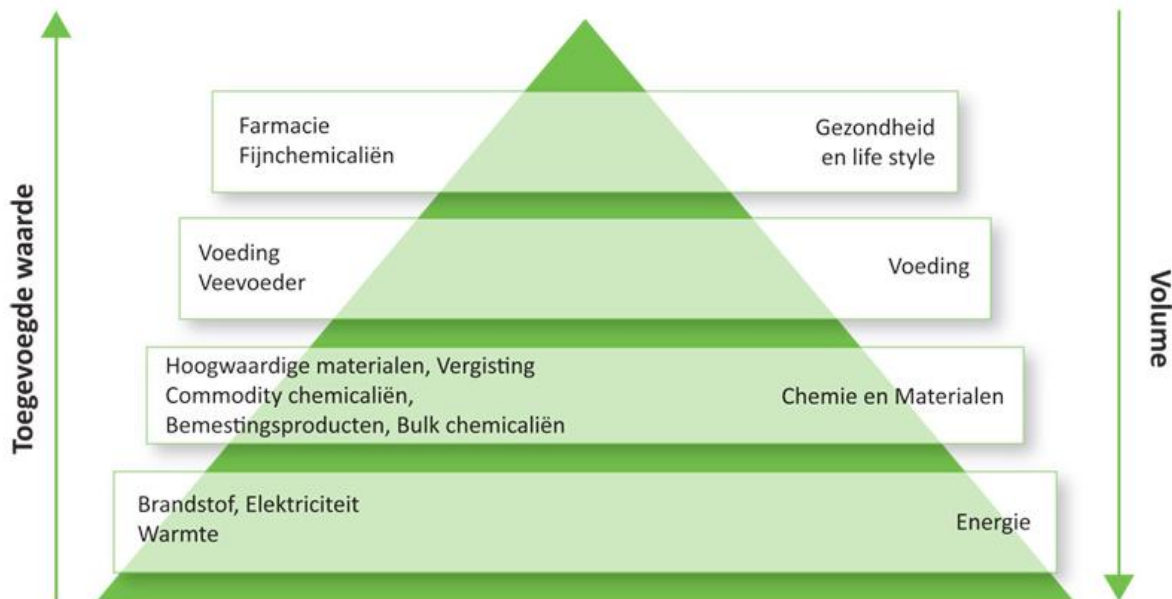 Toegevoegde waarde
Farmacie
Fijnchemicaliën
Gezondheid
en life style
Voeding
Veevoeder
Voeding
Hoogwaardige materialen, Vergisting
Commodity chemicaliën,
Bemestingsproducten, Bulk chemicaliën
Chemie en Materialen
Brandstof, Elektriciteit
Warmte
Energie
Volume